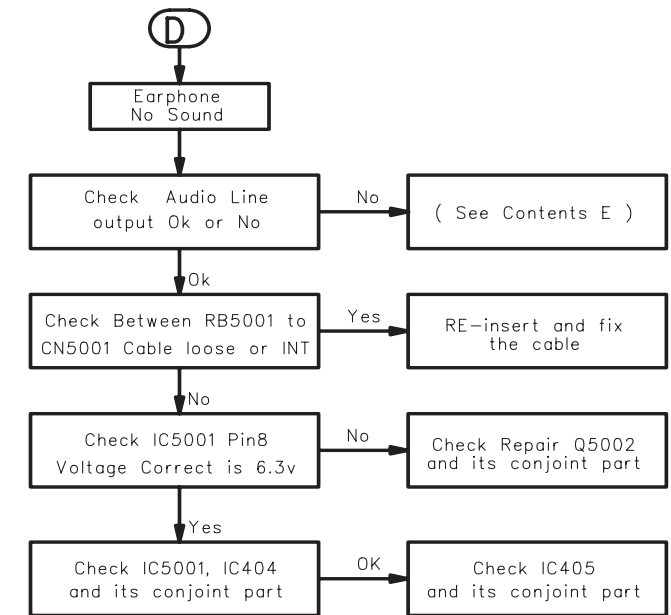 D
Earphone
No Sound
Check Audio Line
output Ok or No
No
( See Contents E )
Ok
Check Between RB5001 to
CN5001 Cable loose or INT
Yes
RE-insert and fix
the cable
No
Check IC5001 Pin8
Voltage Correct is 6.3v
No
Check Repair Q5002
and its conjoint part
Yes
Check IC5001, IC404
and its conjoint part
OK
Check IC405
and its conjoint part